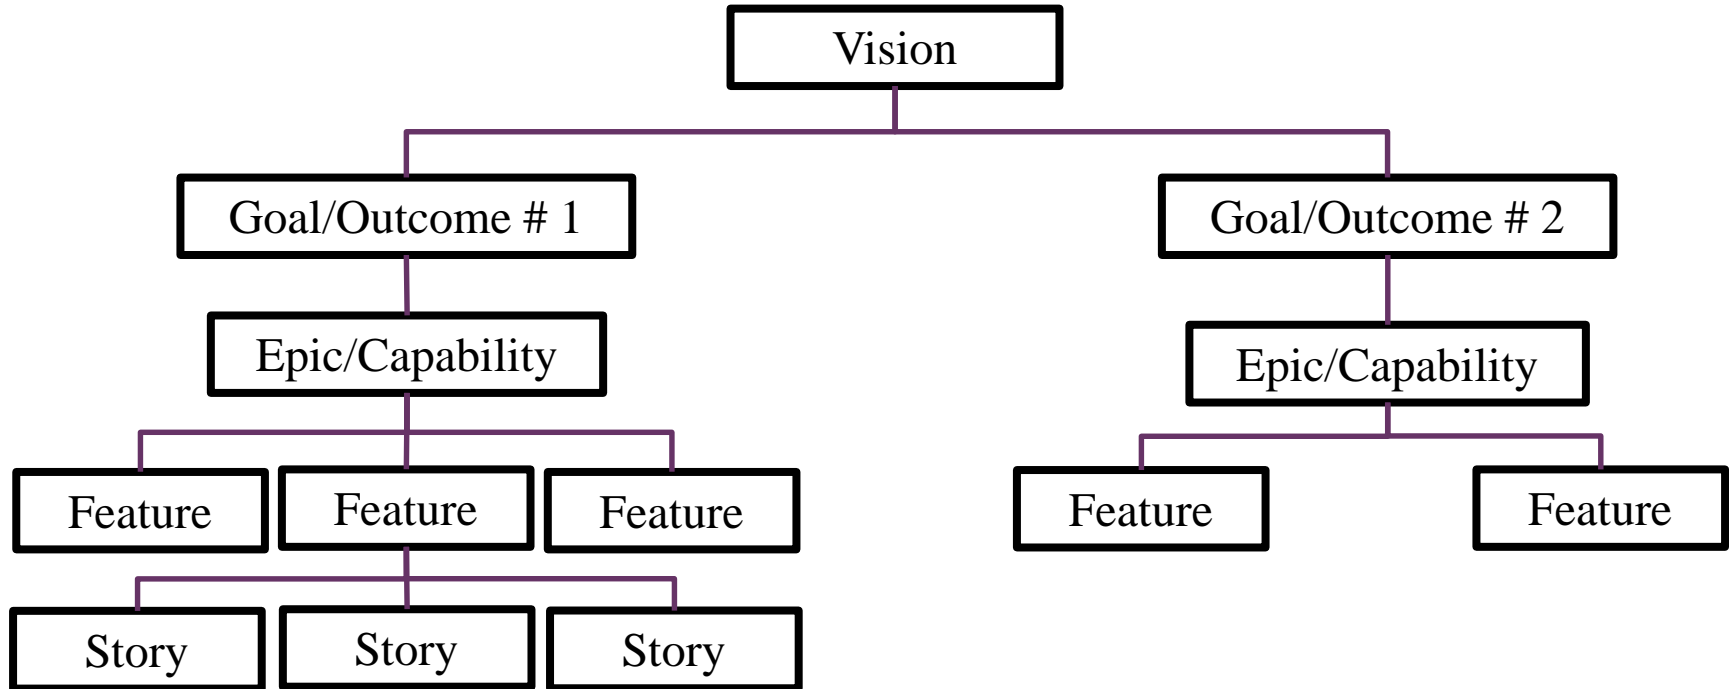 Vision
Goal/Outcome # 1
Goal/Outcome # 2
Epic/Capability
Epic/Capability
Feature
Feature
Feature
Feature
Feature
Story
Story
Story